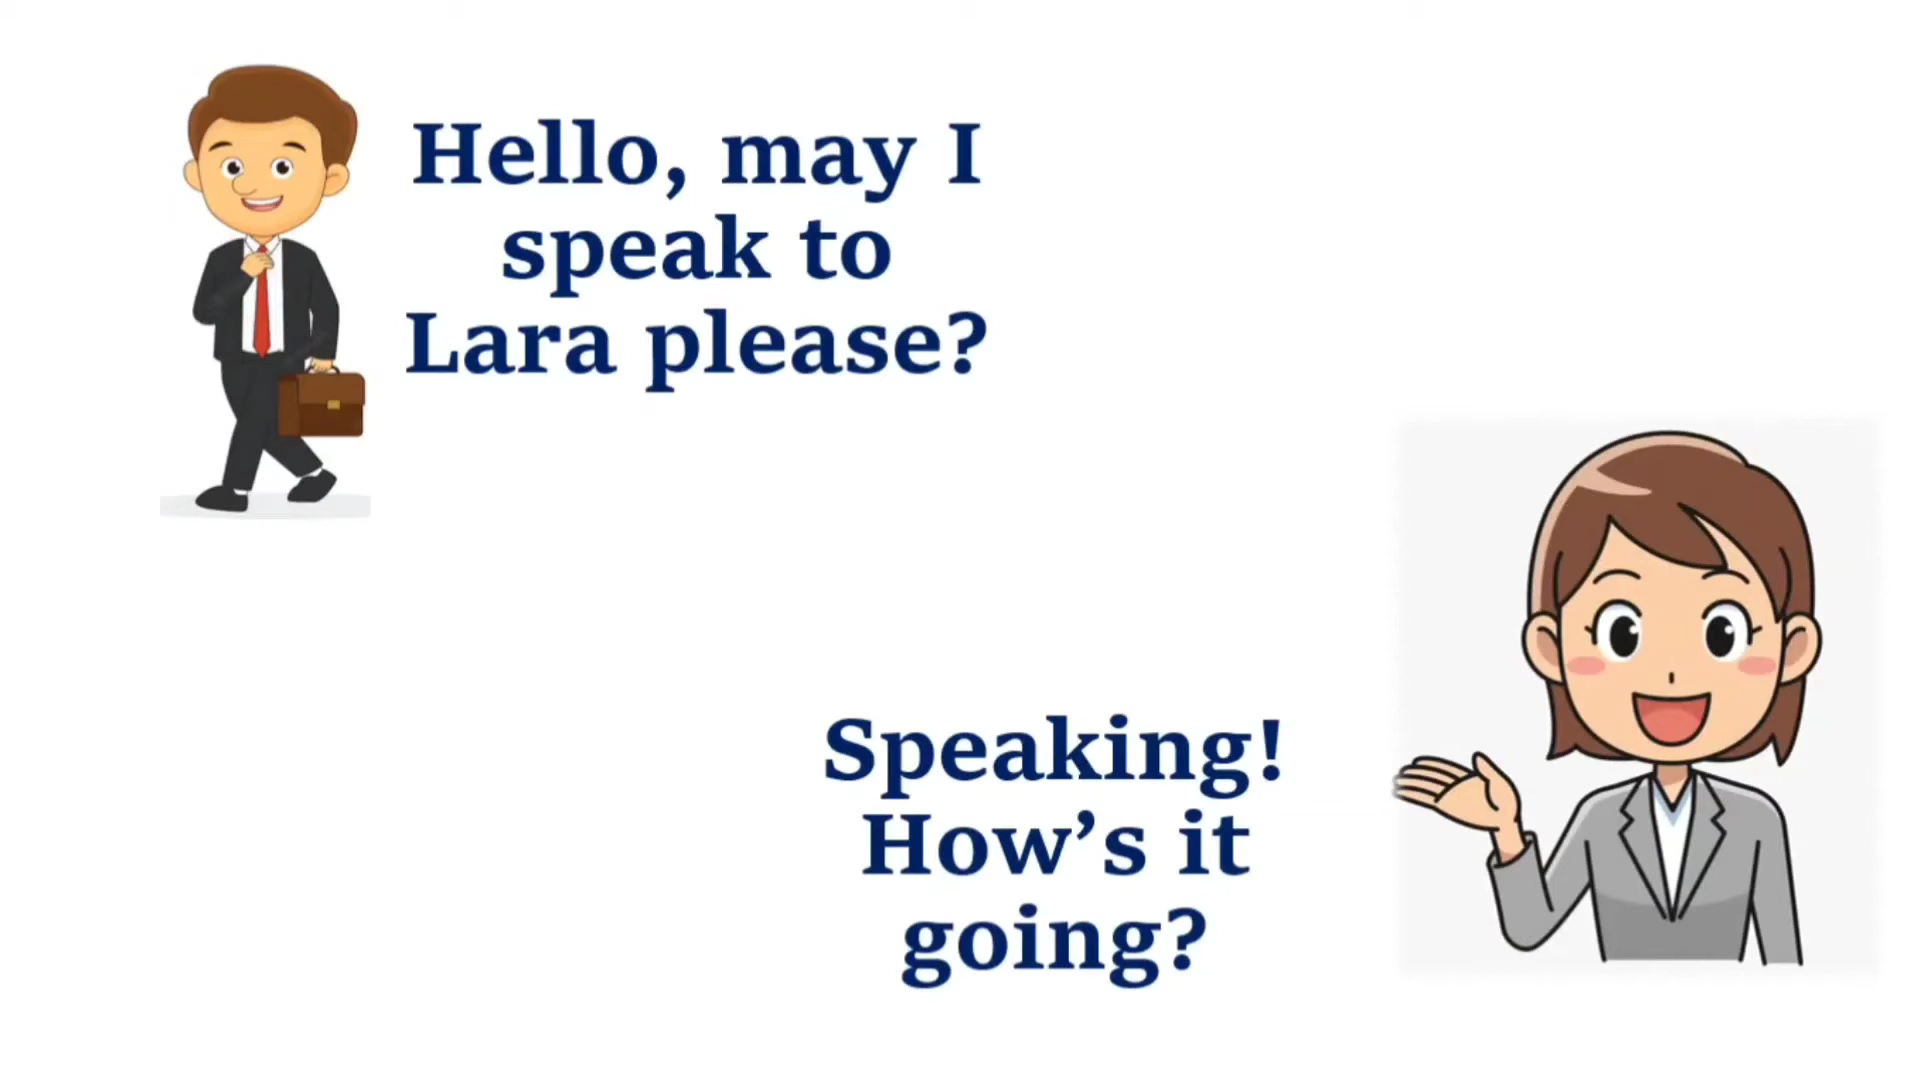 Hello, may I
speak to
Lara please?
Speaking!
How’s it
going?